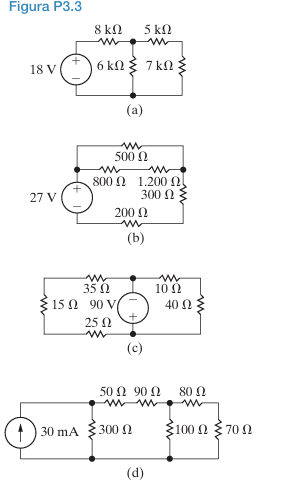 Figura P3.3
8 kΩ 5 kΩ
18 V + − 6 kΩ 7 kΩ
(a)
500 Ω
800 Ω 1.200 Ω
27 V + − 300 Ω
200 Ω
(b)
35 Ω 10 Ω
15 Ω 90 V − + 40 Ω
25 Ω
(c)
50 Ω 90 Ω 80 Ω
30 mA 300 Ω 100 Ω 70 Ω
(d)